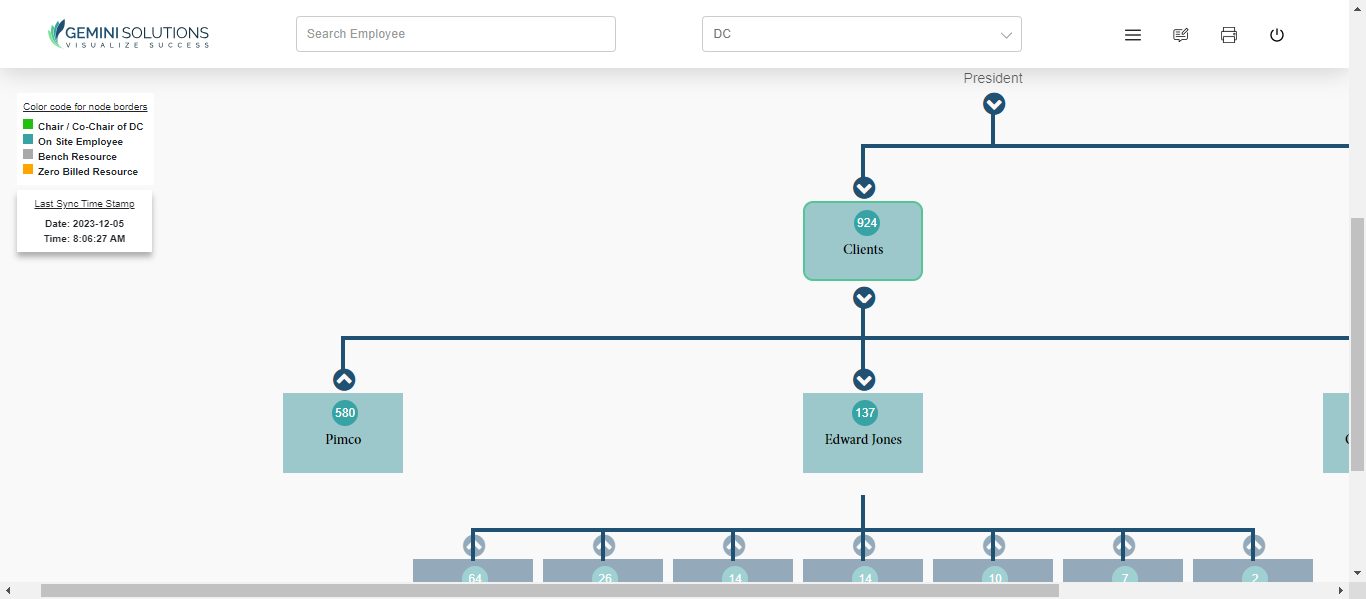 GEMINI SOLUTIONS
VISUALIZE SUCCESS
Search Employee
DC
President
Color code for node borders
Chair / Co-Chair of DC
On Site Employee
Bench Resource
Zero Billed Resource
Last Sync Time Stamp
Date: 2023-12-05
Time: 8:06:27 AM
924
Clients
580
Pimco
137
Edward Jones
64
26
14
14
10
7
2